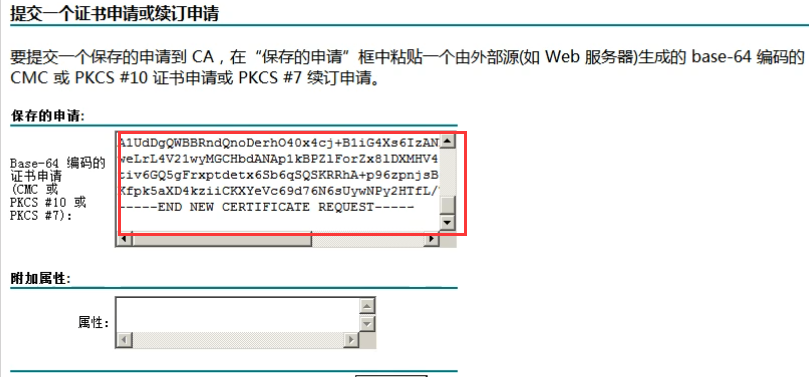 提交一个证书申请或续订申请
要提交一个保存的申请到 CA，在“保存的申请”框中粘贴一个由外部源(如 Web 服务器)生成的 base-64 编码的
CMC 或 PKCS #10 证书申请或 PKCS #7 续订申请。
保存的申请:
Base-64 编码的
证书申请
(CMC 或
PKCS #10 或
PKCS #7):
A1UdDgQWBBRndQnoDerhO40x4cj+B1iG4Xs6IzAN
weLrL4V21wyMGCHbdANAp1kBPZlForZx8lDXMHV4
tiv6GQ5gFrxptdetx6Sb6qSQSKRRhA+p96zpnjsB
Kfpk5aXD4kziiCKXYeVc69d76N6sUywNPy2HTfL/
-----END NEW CERTIFICATE REQUEST-----
附加属性:
属性: